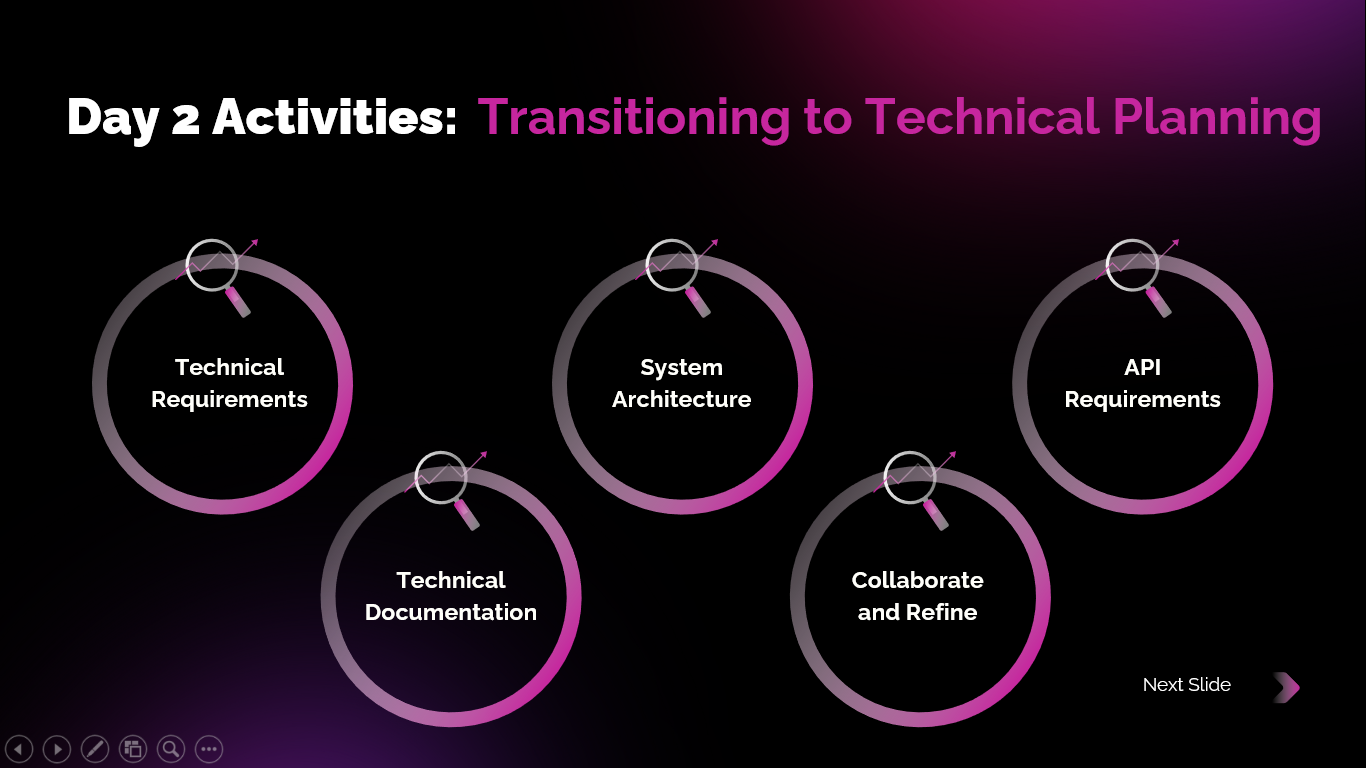 Day 2 Activities: Transitioning to Technical Planning
Technical
Requirements
System
Architecture
API
Requirements
Technical
Documentation
Collaborate
and Refine
Next Slide